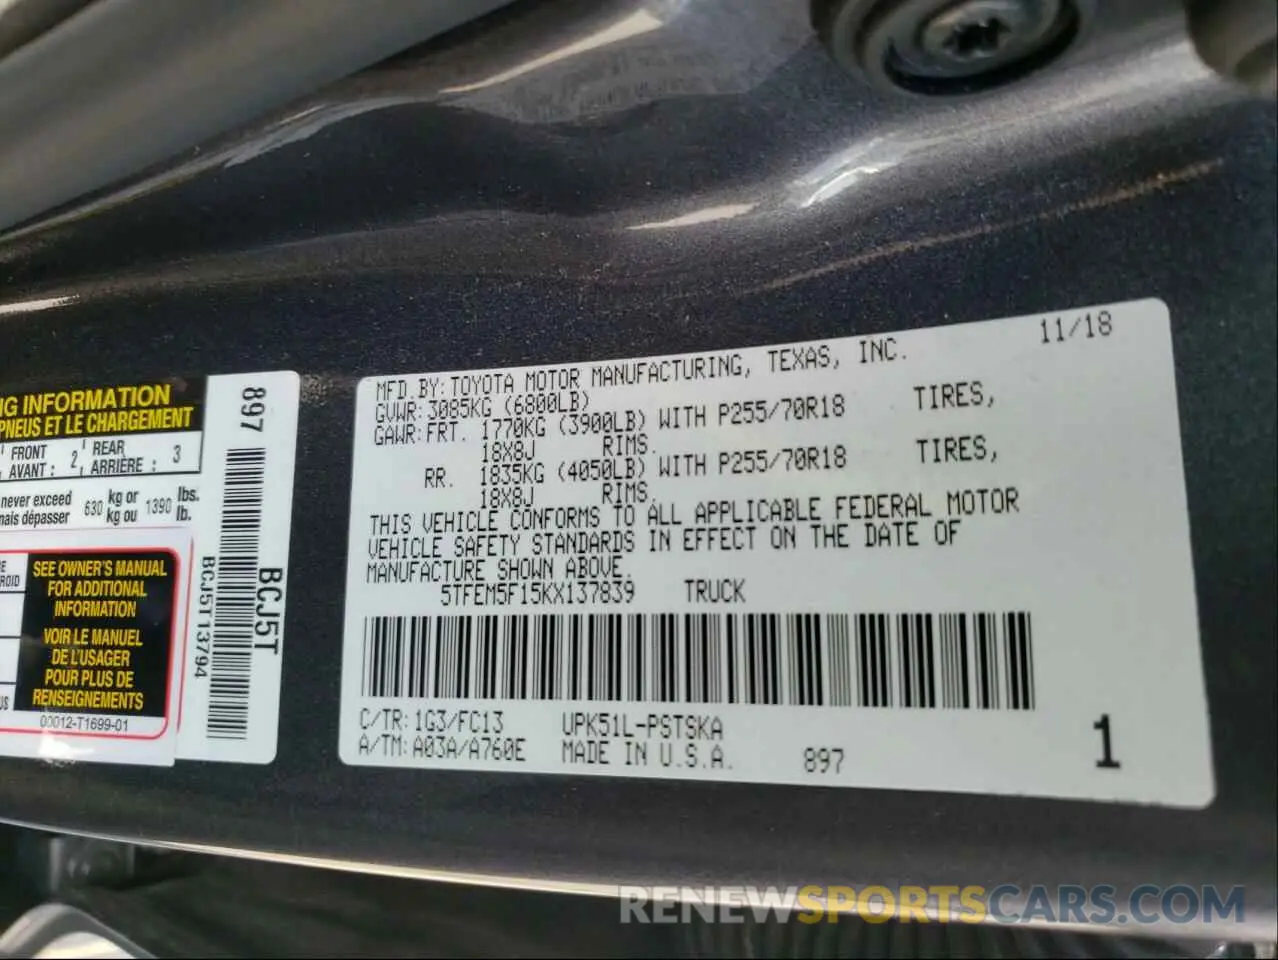 11/18
MFD.BY:TOYOTA MOTOR MANUFACTURING, TEXAS, INC.
GVWR:3085KG (6800LB)
GAWR:FRT. 1770KG (3900LB) WITH P255/70R18 TIRES,
18X8J RIMS.
RR. 1835KG (4050LB) WITH P255/70R18 TIRES,
18X8J RIMS.
THIS VEHICLE CONFORMS TO ALL APPLICABLE FEDERAL MOTOR
VEHICLE SAFETY STANDARDS IN EFFECT ON THE DATE OF
MANUFACTURE SHOWN ABOVE.
5TFEM5F15KX137839 TRUCK
C/TR:1G3/FC13 UPK51L-PSTSKA
A/TM:A03A/A760E MADE IN U.S.A. 897
1
NG INFORMATION
PNEUS ET LE CHARGEMENT
FRONT 2 REAR 3
AVANT : ARRIÈRE :
never exceed 630 kg or 1390 lbs.
mais dépasser kg ou lb.
SEE OWNER'S MANUAL
FOR ADDITIONAL
INFORMATION
VOIR LE MANUEL
DE L'USAGER
POUR PLUS DE
RENSEIGNEMENTS
00012-T1699-01
897
BCJ5T
BCJ5T13794
RENEWSPORTSCARS.COM